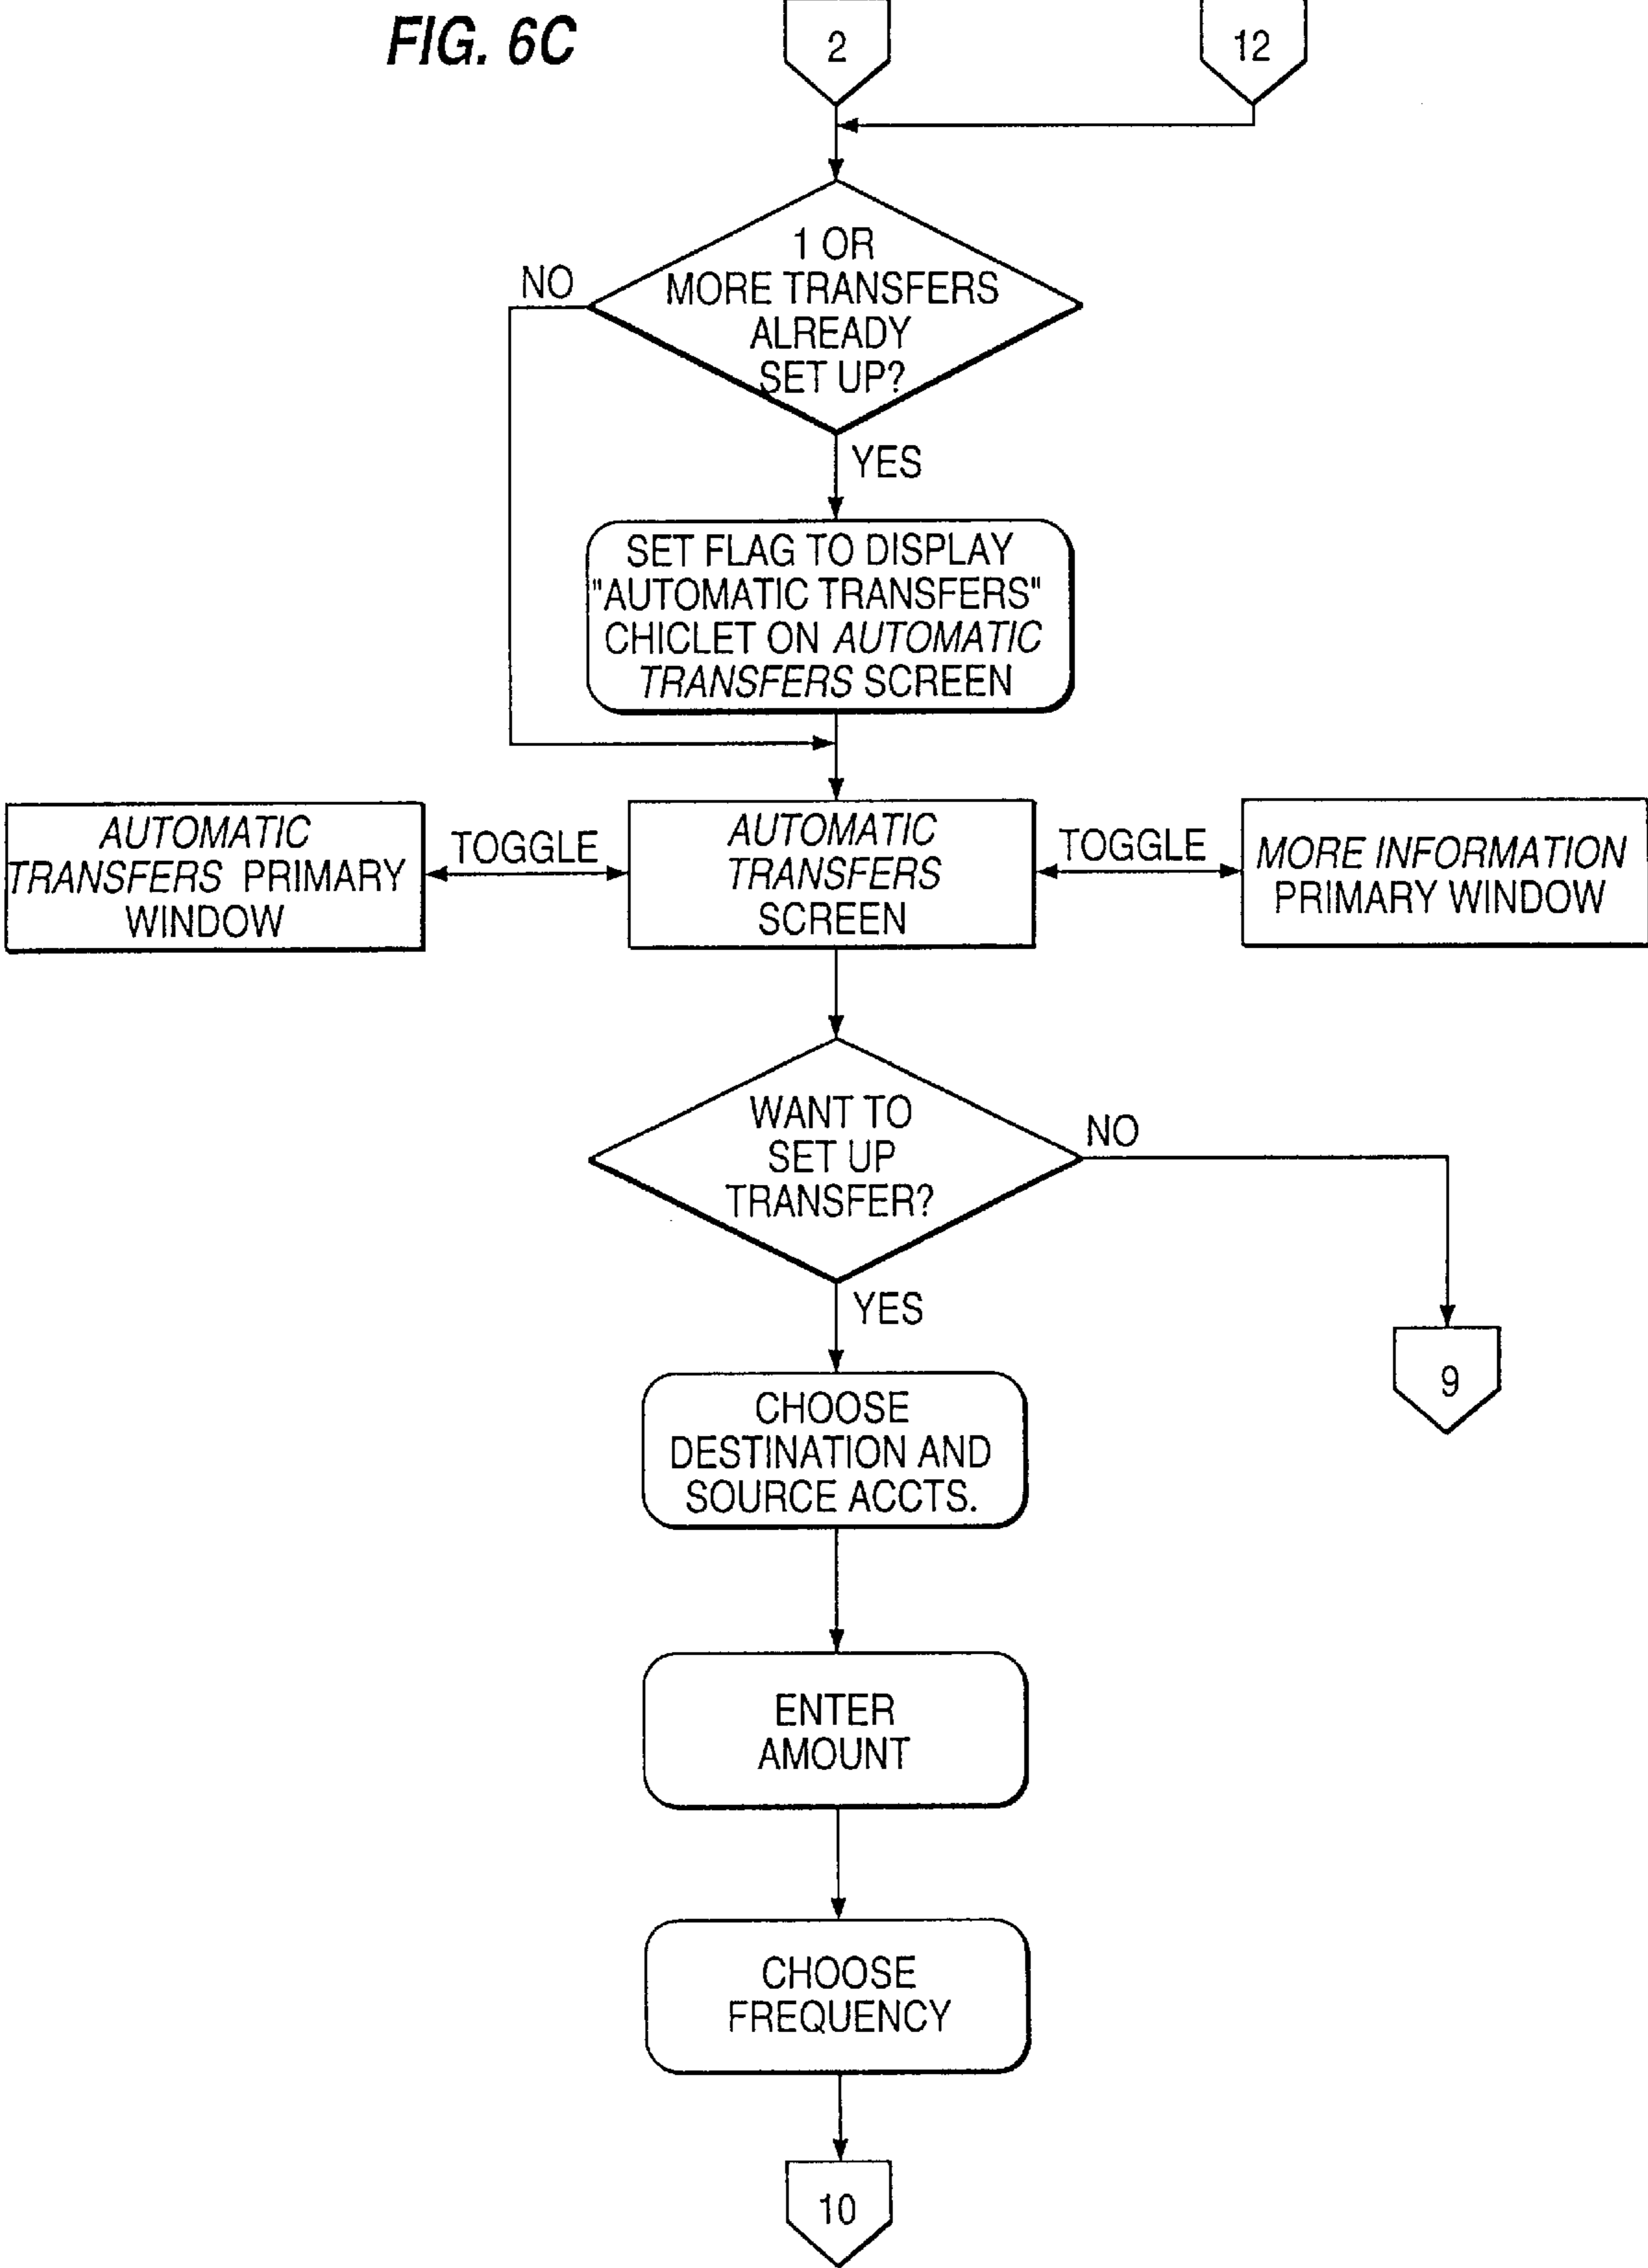 FIG. 6C
2
12
1 OR
MORE TRANSFERS
ALREADY
SET UP?
NO
YES
SET FLAG TO DISPLAY
"AUTOMATIC TRANSFERS"
CHICLET ON AUTOMATIC
TRANSFERS SCREEN
AUTOMATIC
TRANSFERS PRIMARY
WINDOW
TOGGLE
AUTOMATIC
TRANSFERS
SCREEN
TOGGLE
MORE INFORMATION
PRIMARY WINDOW
WANT TO
SET UP
TRANSFER?
NO
YES
9
CHOOSE
DESTINATION AND
SOURCE ACCTS.
ENTER
AMOUNT
CHOOSE
FREQUENCY
10